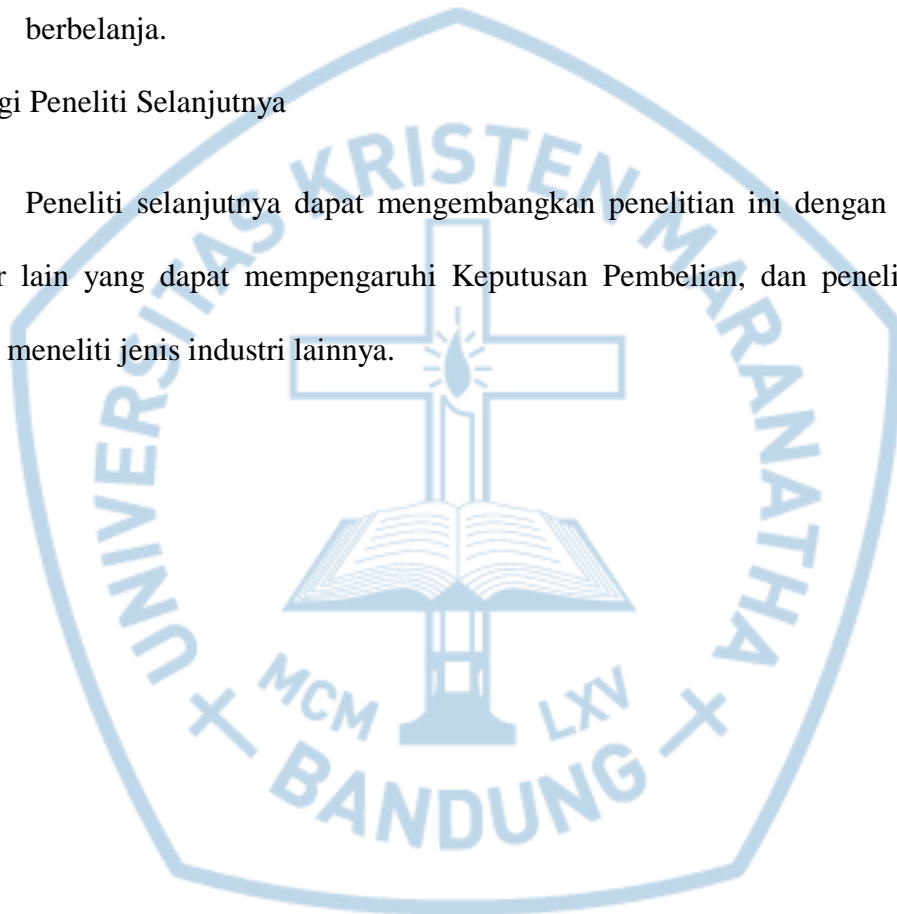 berbelanja.
gi Peneliti Selanjutnya
Peneliti selanjutnya dapat mengembangkan penelitian ini dengan
r lain yang dapat mempengaruhi Keputusan Pembelian, dan peneli
meneliti jenis industri lainnya.
UNIVERSITAS KRISTEN MARANATHA
MCM LXV
BANDUNG